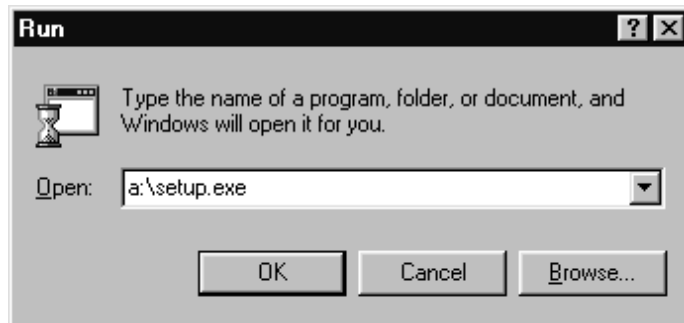 Run
Type the name of a program, folder, or document, and
Windows will open it for you.
Open: a:\setup.exe
OK Cancel Browse...